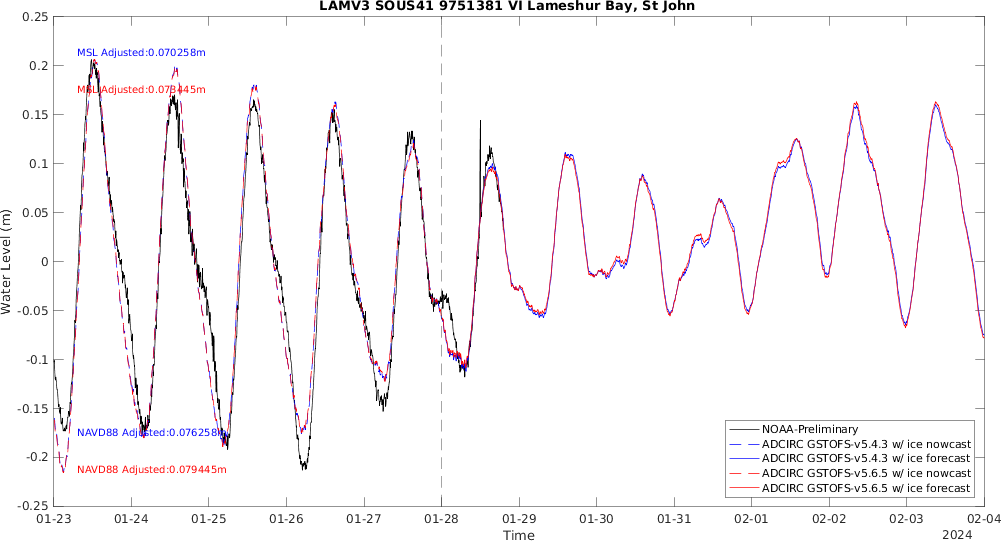 LAMV3 SOUS41 9751381 VI Lameshur Bay, St John
0.25
0.2
0.15
0.1
0.05
0
-0.05
-0.1
-0.15
-0.2
-0.25
Water Level (m)
MSL Adjusted:0.070258m
MSL Adjusted:0.073445m
NAVD88 Adjusted:0.076258m
NAVD88 Adjusted:0.079445m
NOAA-Preliminary
ADCIRC GSTOFS-v5.4.3 w/ ice nowcast
ADCIRC GSTOFS-v5.4.3 w/ ice forecast
ADCIRC GSTOFS-v5.6.5 w/ ice nowcast
ADCIRC GSTOFS-v5.6.5 w/ ice forecast
01-23 01-24 01-25 01-26 01-27 01-28 01-29 01-30 01-31 02-01 02-02 02-03 02-04
Time
2024